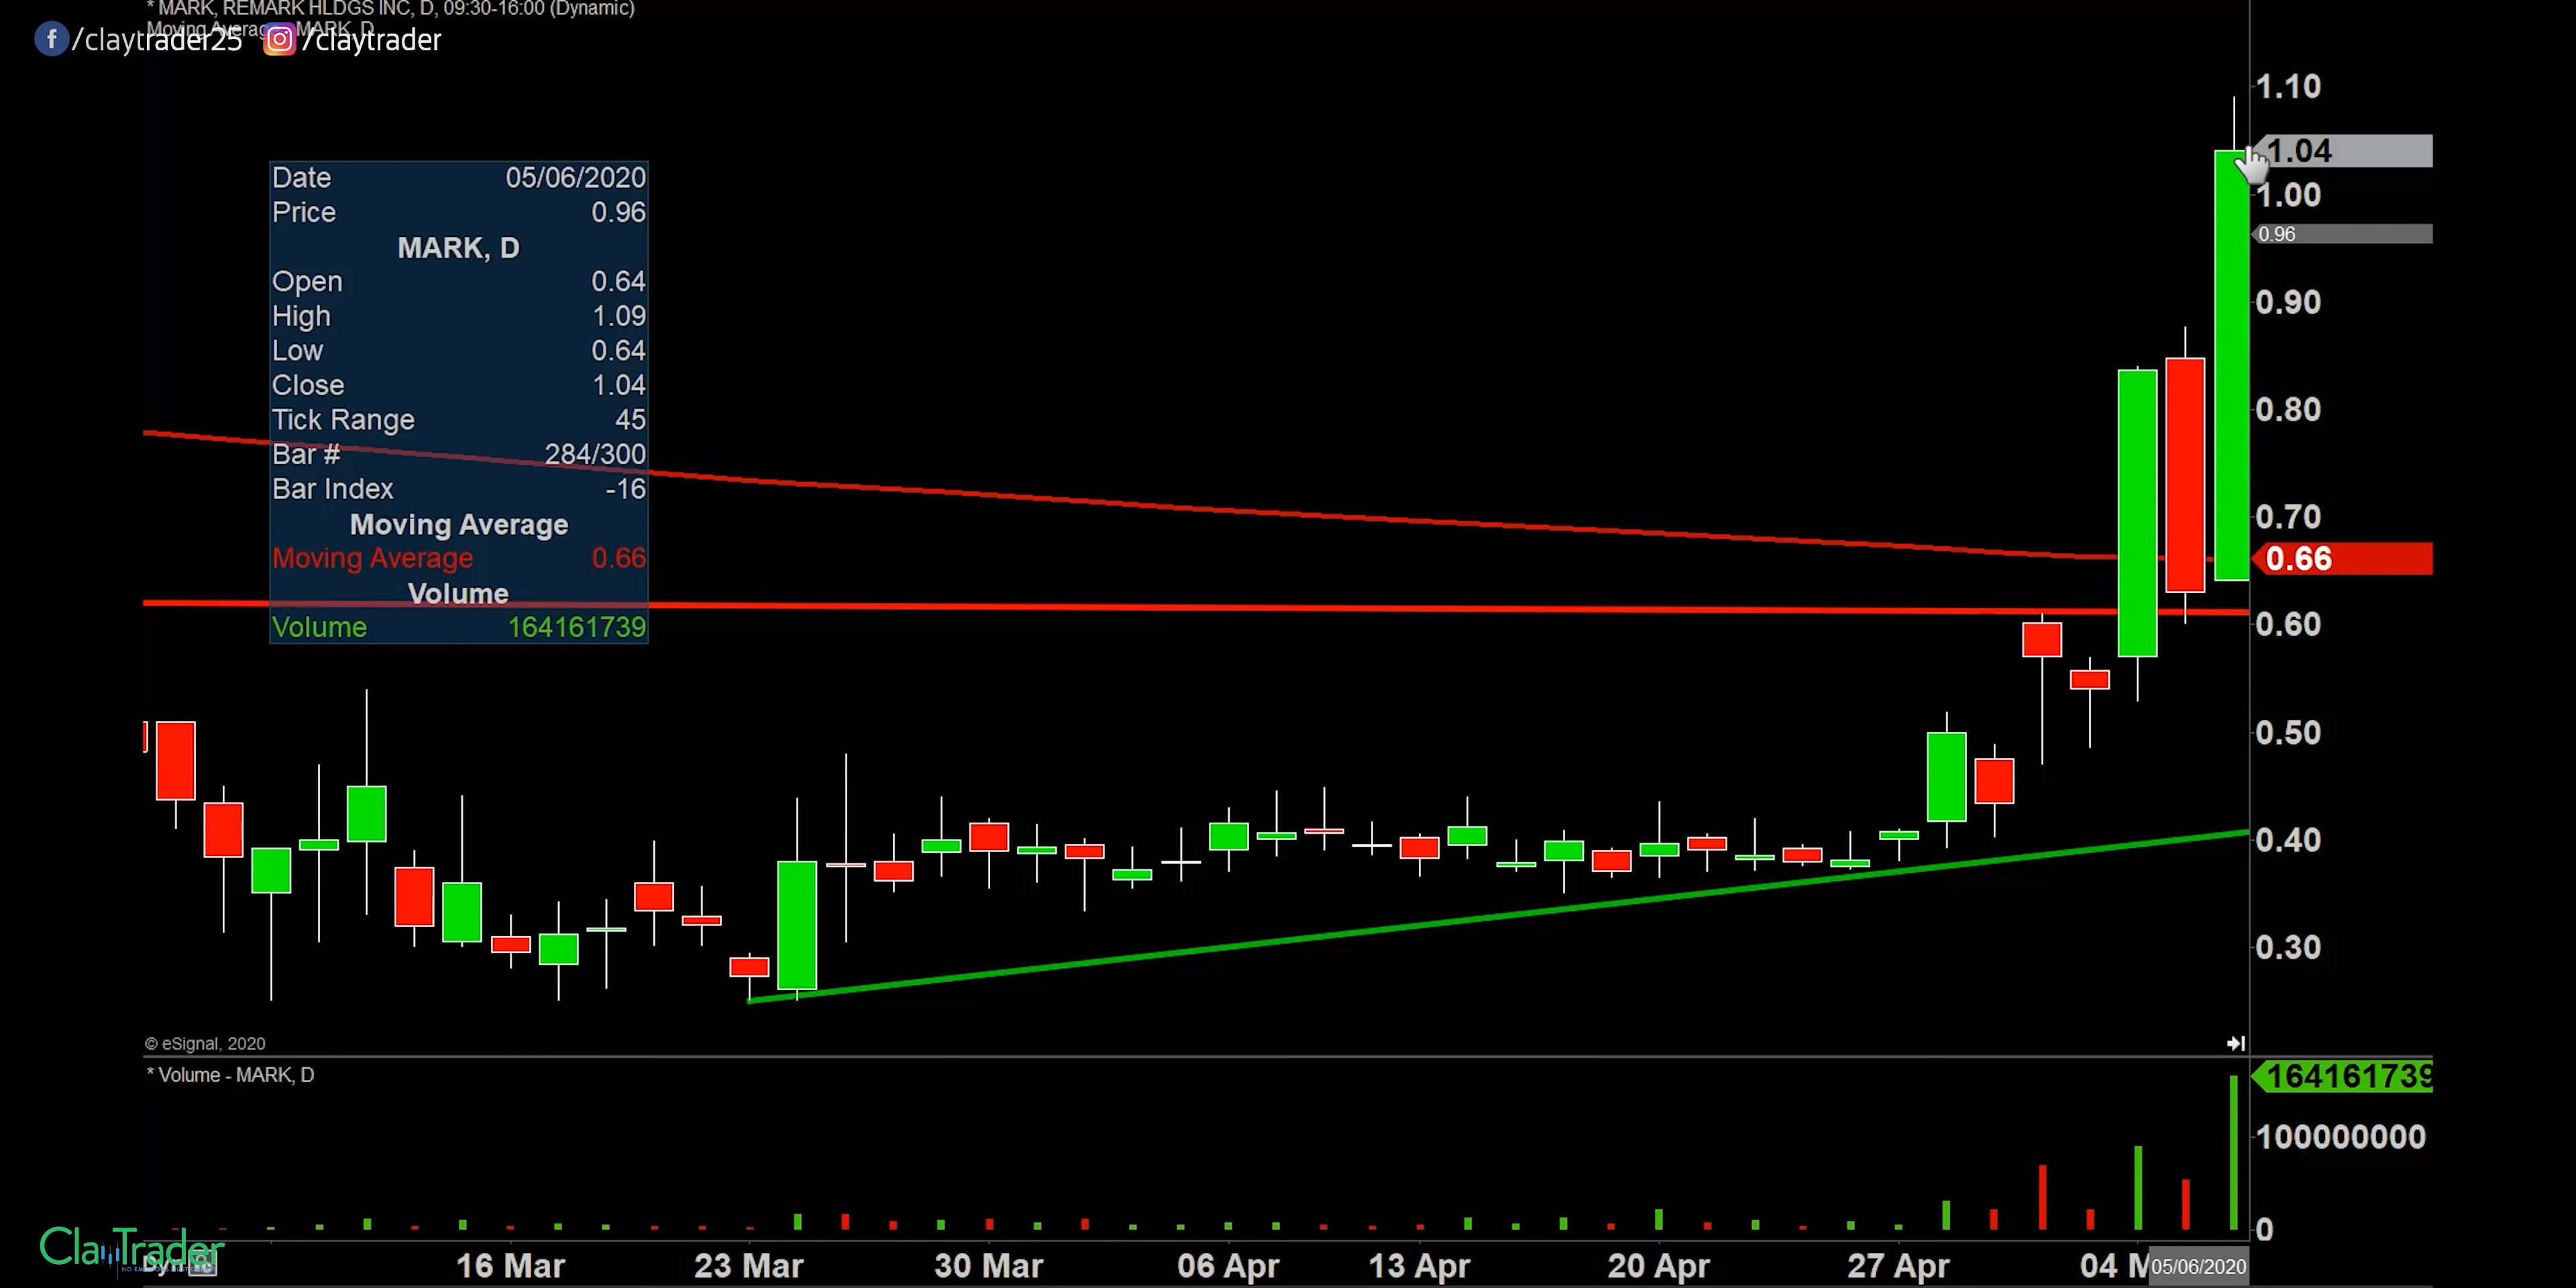 * MARK, REMARK HLDGS INC, D, 09:30-16:00 (Dynamic)
Moving Average - MARK, D
/claytrader25 /claytrader
Date 05/06/2020
Price 0.96
MARK, D
Open 0.64
High 1.09
Low 0.64
Close 1.04
Tick Range 45
Bar # 284/300
Bar Index -16
Moving Average
Moving Average 0.66
Volume
Volume 164161739
1.10
1.04
1.00
0.96
0.90
0.80
0.70
0.66
0.60
0.50
0.40
0.30
© eSignal, 2020
* Volume - MARK, D
164161739
100000000
0
ClayTrader
16 Mar 23 Mar 30 Mar 06 Apr 13 Apr 20 Apr 27 Apr 04 M 05/06/2020